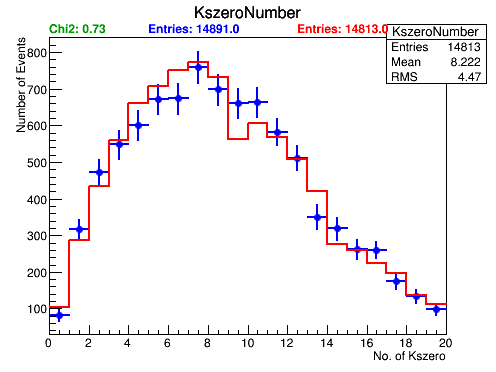 KszeroNumber
Chi2: 0.73 Entries: 14891.0 Entries: 14813.0
KszeroNumber
Entries 14813
Mean 8.222
RMS 4.47
Number of Events
800
700
600
500
400
300
200
100
0 2 4 6 8 10 12 14 16 18 20
No. of Kszero